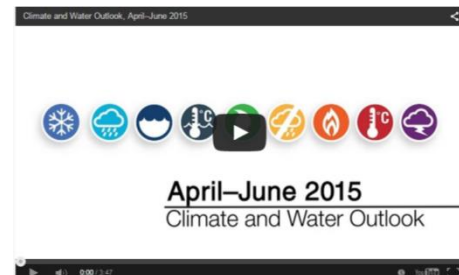 Climate and Water Outlook, April–June 2015
°C
°C
April–June 2015
Climate and Water Outlook
0:00 / 3:47